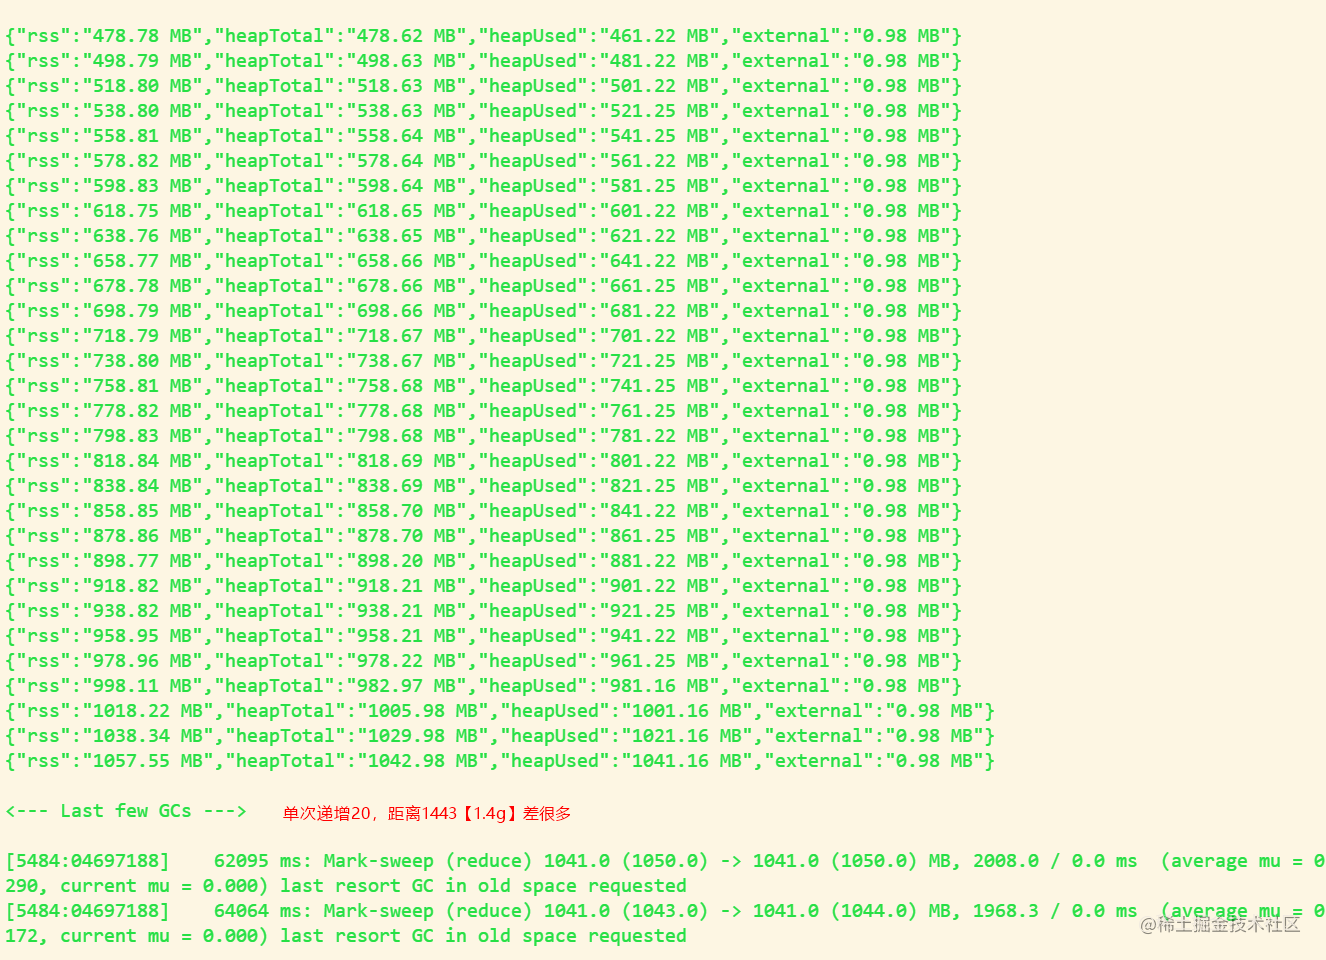 {"rss":"478.78 MB","heapTotal":"478.62 MB","heapUsed":"461.22 MB","external":"0.98 MB"}
{"rss":"498.79 MB","heapTotal":"498.63 MB","heapUsed":"481.22 MB","external":"0.98 MB"}
{"rss":"518.80 MB","heapTotal":"518.63 MB","heapUsed":"501.22 MB","external":"0.98 MB"}
{"rss":"538.80 MB","heapTotal":"538.63 MB","heapUsed":"521.25 MB","external":"0.98 MB"}
{"rss":"558.81 MB","heapTotal":"558.64 MB","heapUsed":"541.25 MB","external":"0.98 MB"}
{"rss":"578.82 MB","heapTotal":"578.64 MB","heapUsed":"561.22 MB","external":"0.98 MB"}
{"rss":"598.83 MB","heapTotal":"598.64 MB","heapUsed":"581.25 MB","external":"0.98 MB"}
{"rss":"618.75 MB","heapTotal":"618.65 MB","heapUsed":"601.22 MB","external":"0.98 MB"}
{"rss":"638.76 MB","heapTotal":"638.65 MB","heapUsed":"621.22 MB","external":"0.98 MB"}
{"rss":"658.77 MB","heapTotal":"658.66 MB","heapUsed":"641.22 MB","external":"0.98 MB"}
{"rss":"678.78 MB","heapTotal":"678.66 MB","heapUsed":"661.25 MB","external":"0.98 MB"}
{"rss":"698.79 MB","heapTotal":"698.66 MB","heapUsed":"681.22 MB","external":"0.98 MB"}
{"rss":"718.79 MB","heapTotal":"718.67 MB","heapUsed":"701.22 MB","external":"0.98 MB"}
{"rss":"738.80 MB","heapTotal":"738.67 MB","heapUsed":"721.25 MB","external":"0.98 MB"}
{"rss":"758.81 MB","heapTotal":"758.68 MB","heapUsed":"741.25 MB","external":"0.98 MB"}
{"rss":"778.82 MB","heapTotal":"778.68 MB","heapUsed":"761.25 MB","external":"0.98 MB"}
{"rss":"798.83 MB","heapTotal":"798.68 MB","heapUsed":"781.22 MB","external":"0.98 MB"}
{"rss":"818.84 MB","heapTotal":"818.69 MB","heapUsed":"801.22 MB","external":"0.98 MB"}
{"rss":"838.84 MB","heapTotal":"838.69 MB","heapUsed":"821.25 MB","external":"0.98 MB"}
{"rss":"858.85 MB","heapTotal":"858.70 MB","heapUsed":"841.22 MB","external":"0.98 MB"}
{"rss":"878.86 MB","heapTotal":"878.70 MB","heapUsed":"861.25 MB","external":"0.98 MB"}
{"rss":"898.77 MB","heapTotal":"898.20 MB","heapUsed":"881.22 MB","external":"0.98 MB"}
{"rss":"918.82 MB","heapTotal":"918.21 MB","heapUsed":"901.22 MB","external":"0.98 MB"}
{"rss":"938.82 MB","heapTotal":"938.21 MB","heapUsed":"921.25 MB","external":"0.98 MB"}
{"rss":"958.95 MB","heapTotal":"958.21 MB","heapUsed":"941.22 MB","external":"0.98 MB"}
{"rss":"978.96 MB","heapTotal":"978.22 MB","heapUsed":"961.25 MB","external":"0.98 MB"}
{"rss":"998.11 MB","heapTotal":"982.97 MB","heapUsed":"981.16 MB","external":"0.98 MB"}
{"rss":"1018.22 MB","heapTotal":"1005.98 MB","heapUsed":"1001.16 MB","external":"0.98 MB"}
{"rss":"1038.34 MB","heapTotal":"1029.98 MB","heapUsed":"1021.16 MB","external":"0.98 MB"}
{"rss":"1057.55 MB","heapTotal":"1042.98 MB","heapUsed":"1041.16 MB","external":"0.98 MB"}
<--- Last few GCs ---> 单次递增20，距离1443【1.4g】差很多
[5484:04697188] 62095 ms: Mark-sweep (reduce) 1041.0 (1050.0) -> 1041.0 (1050.0) MB, 2008.0 / 0.0 ms (average mu = 0
290, current mu = 0.000) last resort GC in old space requested
[5484:04697188] 64064 ms: Mark-sweep (reduce) 1041.0 (1043.0) -> 1041.0 (1044.0) MB, 1968.3 / 0.0 ms (average mu = 0
172, current mu = 0.000) last resort GC in old space requested
@稀土掘金技术社区